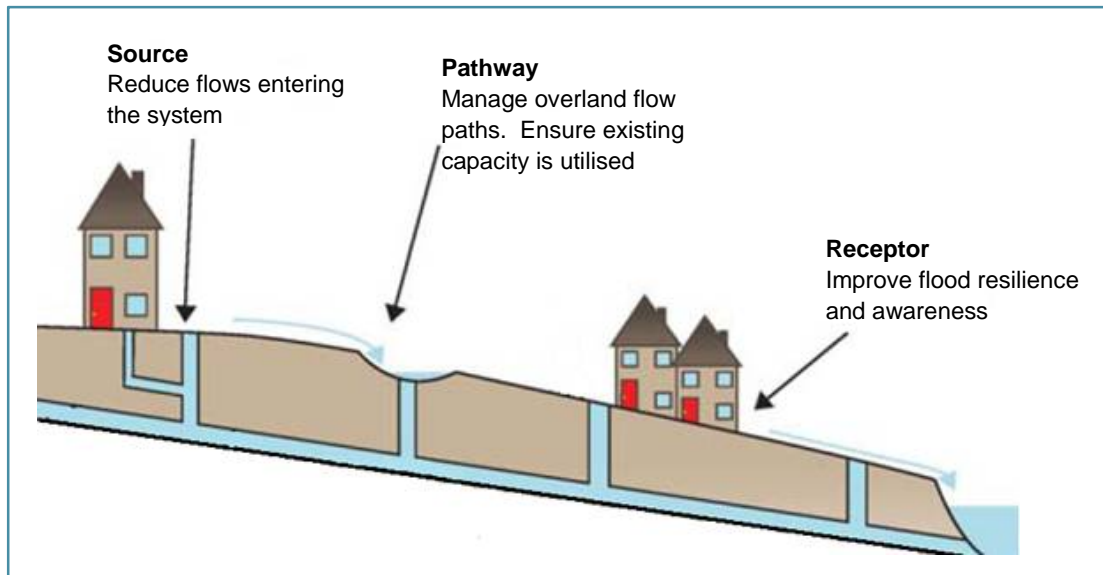 Source
Reduce flows entering
the system
Pathway
Manage overland flow
paths.  Ensure existing
capacity is utilised
Receptor
Improve flood resilience
and awareness